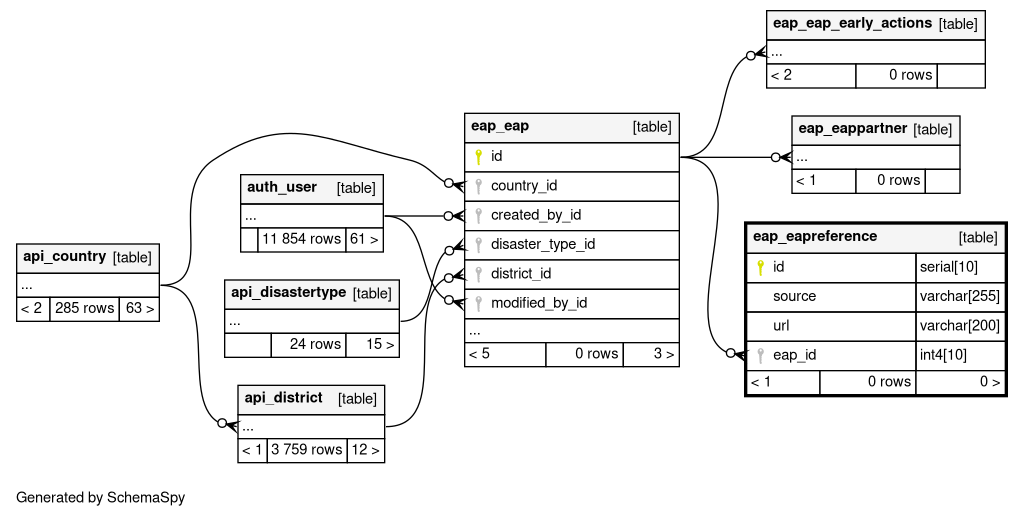 eap_eap_early_actions [table]
...
< 2 0 rows
eap_eappartner [table]
...
< 1 0 rows
eap_eap [table]
id
country_id
created_by_id
disaster_type_id
district_id
modified_by_id
...
< 5 0 rows 3 >
auth_user [table]
...
11 854 rows 61 >
api_country [table]
...
< 2 285 rows 63 >
api_disastertype [table]
...
24 rows 15 >
api_district [table]
...
< 1 3 759 rows 12 >
eap_eapreference [table]
id serial[10]
source varchar[255]
url varchar[200]
eap_id int4[10]
< 1 0 rows 0 >
Generated by SchemaSpy